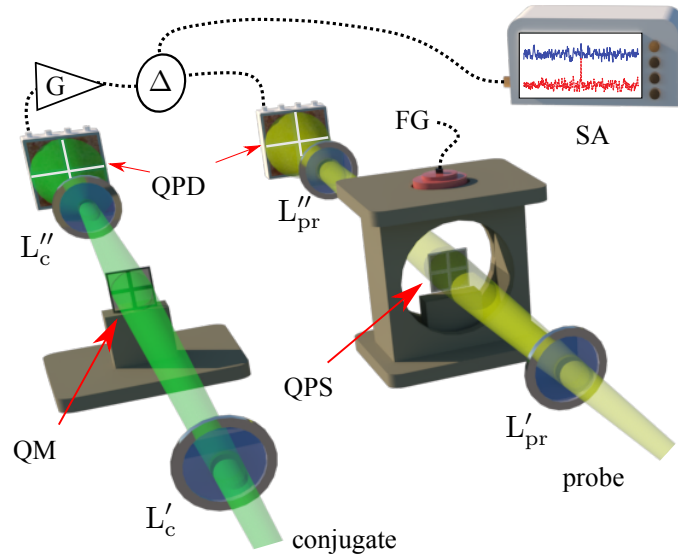 G
Δ
SA
FG
QPD
L″pr
L″c
QPS
QM
L′pr
L′c
probe
conjugate